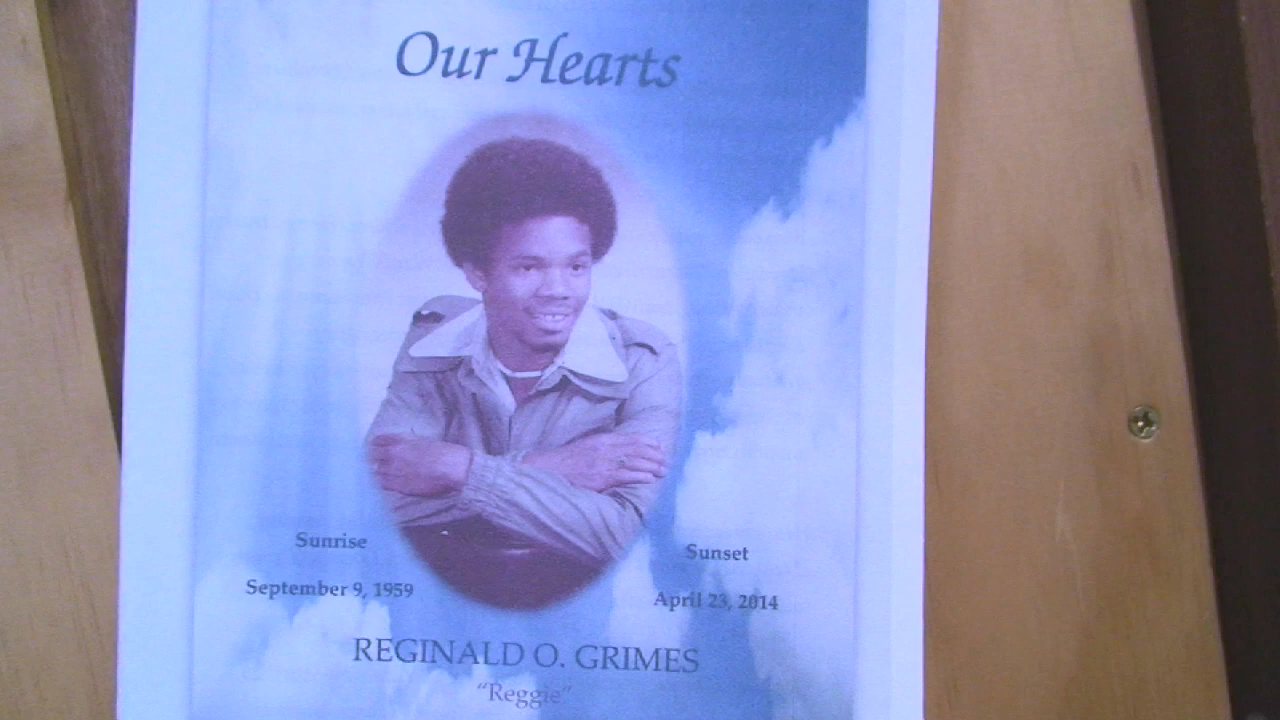 Our Hearts
Sunrise
Sunset
September 9, 1959
April 23, 2014
REGINALD O. GRIMES
"Reggie"